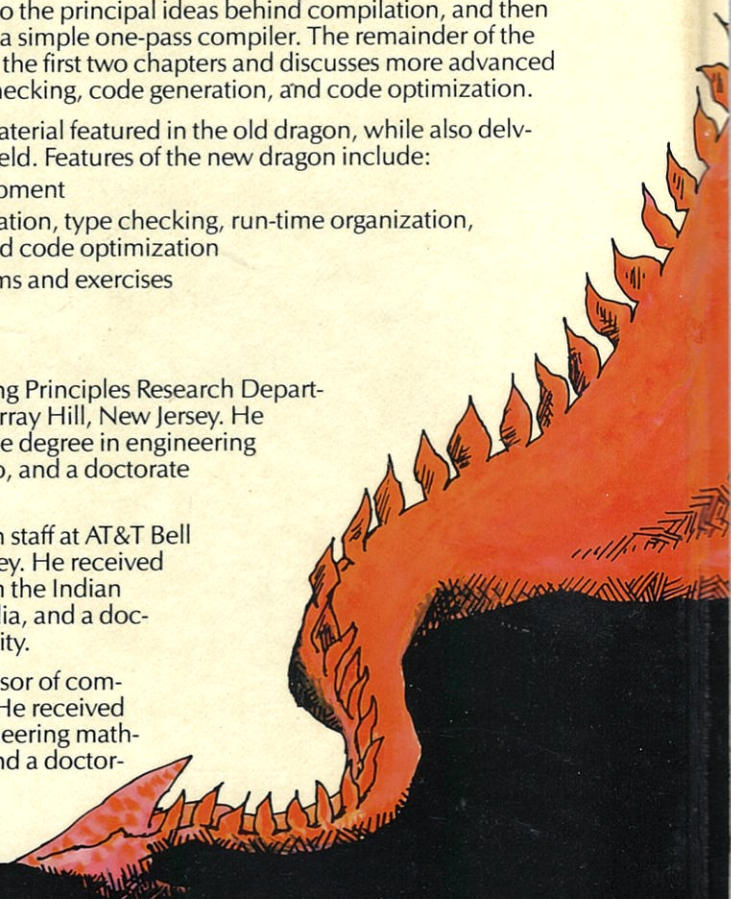 o the principal ideas behind compilation, and then
a simple one-pass compiler. The remainder of the
the first two chapters and discusses more advanced
ecking, code generation, and code optimization.
aterial featured in the old dragon, while also delv-
eld. Features of the new dragon include:
pment
ation, type checking, run-time organization,
d code optimization
ms and exercises
ng Principles Research Depart-
rray Hill, New Jersey. He
e degree in engineering
o, and a doctorate
n staff at AT&T Bell
ey. He received
n the Indian
lia, and a doc-
ity.
sor of com-
He received
eering math-
nd a doctor-